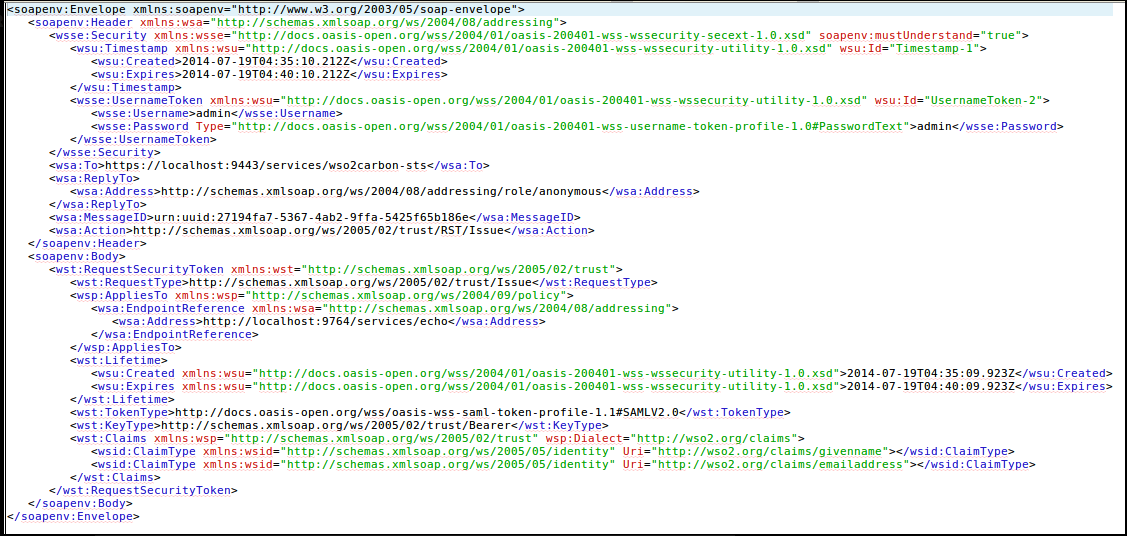 <soapenv:Envelope xmlns:soapenv="http://www.w3.org/2003/05/soap-envelope">
<soapenv:Header xmlns:wsa="http://schemas.xmlsoap.org/ws/2004/08/addressing">
<wsse:Security xmlns:wsse="http://docs.oasis-open.org/wss/2004/01/oasis-200401-wss-wssecurity-secext-1.0.xsd" soapenv:mustUnderstand="true">
<wsu:Timestamp xmlns:wsu="http://docs.oasis-open.org/wss/2004/01/oasis-200401-wss-wssecurity-utility-1.0.xsd" wsu:Id="Timestamp-1">
<wsu:Created>2014-07-19T04:35:10.212Z</wsu:Created>
<wsu:Expires>2014-07-19T04:40:10.212Z</wsu:Expires>
</wsu:Timestamp>
<wsse:UsernameToken xmlns:wsu="http://docs.oasis-open.org/wss/2004/01/oasis-200401-wss-wssecurity-utility-1.0.xsd" wsu:Id="UsernameToken-2">
<wsse:Username>admin</wsse:Username>
<wsse:Password Type="http://docs.oasis-open.org/wss/2004/01/oasis-200401-wss-username-token-profile-1.0#PasswordText">admin</wsse:Password>
</wsse:UsernameToken>
</wsse:Security>
<wsa:To>https://localhost:9443/services/wso2carbon-sts</wsa:To>
<wsa:ReplyTo>
<wsa:Address>http://schemas.xmlsoap.org/ws/2004/08/addressing/role/anonymous</wsa:Address>
</wsa:ReplyTo>
<wsa:MessageID>urn:uuid:27194fa7-5367-4ab2-9ffa-5425f65b186e</wsa:MessageID>
<wsa:Action>http://schemas.xmlsoap.org/ws/2005/02/trust/RST/Issue</wsa:Action>
</soapenv:Header>
<soapenv:Body>
<wst:RequestSecurityToken xmlns:wst="http://schemas.xmlsoap.org/ws/2005/02/trust">
<wst:RequestType>http://schemas.xmlsoap.org/ws/2005/02/trust/Issue</wst:RequestType>
<wsp:AppliesTo xmlns:wsp="http://schemas.xmlsoap.org/ws/2004/09/policy">
<wsa:EndpointReference xmlns:wsa="http://schemas.xmlsoap.org/ws/2004/08/addressing">
<wsa:Address>http://localhost:9764/services/echo</wsa:Address>
</wsa:EndpointReference>
</wsp:AppliesTo>
<wst:Lifetime>
<wsu:Created xmlns:wsu="http://docs.oasis-open.org/wss/2004/01/oasis-200401-wss-wssecurity-utility-1.0.xsd">2014-07-19T04:35:09.923Z</wsu:Created>
<wsu:Expires xmlns:wsu="http://docs.oasis-open.org/wss/2004/01/oasis-200401-wss-wssecurity-utility-1.0.xsd">2014-07-19T04:40:09.923Z</wsu:Expires>
</wst:Lifetime>
<wst:TokenType>http://docs.oasis-open.org/wss/oasis-wss-saml-token-profile-1.1#SAMLV2.0</wst:TokenType>
<wst:KeyType>http://schemas.xmlsoap.org/ws/2005/02/trust/Bearer</wst:KeyType>
<wst:Claims xmlns:wsp="http://schemas.xmlsoap.org/ws/2005/02/trust" wsp:Dialect="http://wso2.org/claims">
<wsid:ClaimType xmlns:wsid="http://schemas.xmlsoap.org/ws/2005/05/identity" Uri="http://wso2.org/claims/givenname"></wsid:ClaimType>
<wsid:ClaimType xmlns:wsid="http://schemas.xmlsoap.org/ws/2005/05/identity" Uri="http://wso2.org/claims/emailaddress"></wsid:ClaimType>
</wst:Claims>
</wst:RequestSecurityToken>
</soapenv:Body>
</soapenv:Envelope>